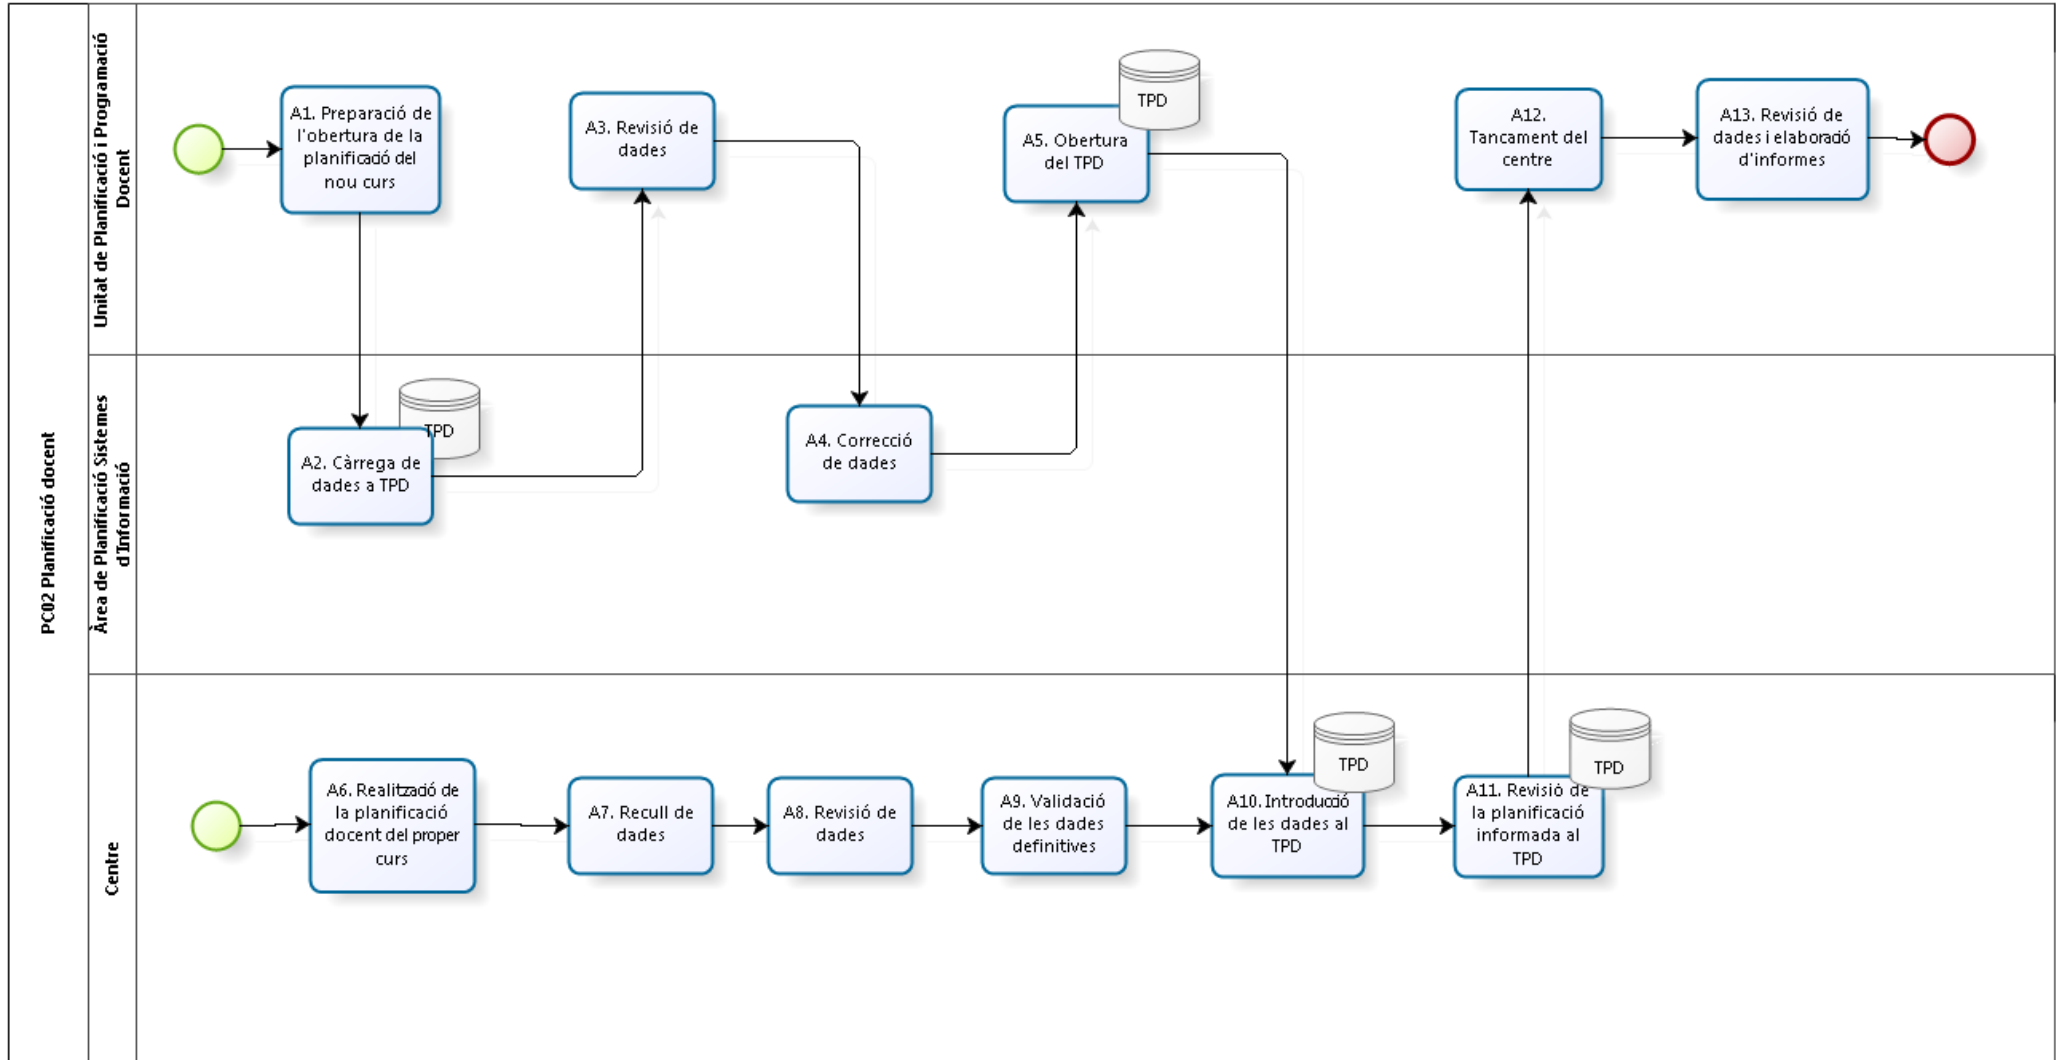 PC02 Planificació docent
Unitat de Planificació i Programació
Docent
A1. Preparació de
l'obertura de la
planificació del
nou curs
A3. Revisió de
dades
TPD
A5. Obertura
del TPD
A12.
Tancament del
centre
A13. Revisió de
dades i elaboració
d'informes
Àrea de Planificació Sistemes
d'Informació
TPD
A2. Càrrega de
dades a TPD
A4. Correcció
de dades
Centre
A6. Realització de
la planificació
docent del proper
curs
A7. Recull de
dades
A8. Revisió de
dades
A9. Validació
de les dades
definitives
TPD
A10. Introducció
de les dades al
TPD
TPD
A11. Revisió de
la planificació
informada al
TPD